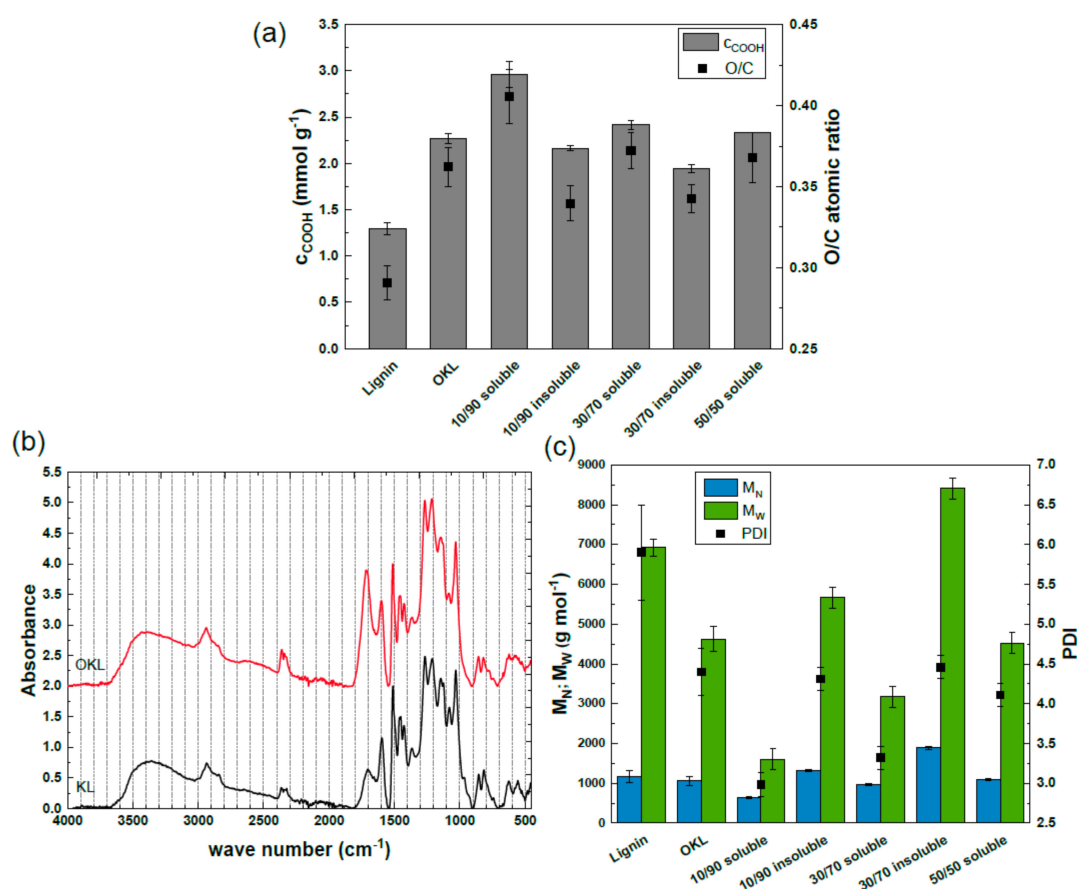 (a)
c_COOH
O/C
c_COOH (mmol g⁻¹)
3.5
3.0
2.5
2.0
1.5
1.0
0.5
0.0
0.45
0.40
0.35
0.30
0.25
O/C atomic ratio
Lignin
OKL
10/90 soluble
10/90 insoluble
30/70 soluble
30/70 insoluble
50/50 soluble
(b)
Absorbance
5.5
5.0
4.5
4.0
3.5
3.0
2.5
2.0
1.5
1.0
0.5
0.0
OKL
KL
4000 3500 3000 2500 2000 1500 1000 500
wave number (cm⁻¹)
(c)
M_N
M_W
PDI
M_N; M_W (g mol⁻¹)
9000
8000
7000
6000
5000
4000
3000
2000
1000
0
7.0
6.5
6.0
5.5
5.0
4.5
4.0
3.5
3.0
2.5
PDI
Lignin
OKL
10/90 soluble
10/90 insoluble
30/70 soluble
30/70 insoluble
50/50 soluble